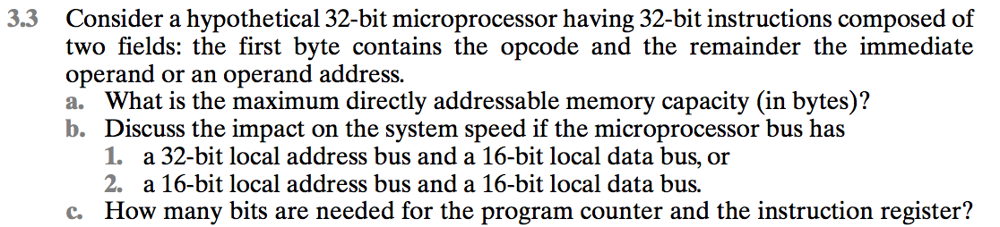 3.3 Consider a hypothetical 32-bit microprocessor having 32-bit instructions composed of
two fields: the first byte contains the opcode and the remainder the immediate
operand or an operand address.
a. What is the maximum directly addressable memory capacity (in bytes)?
b. Discuss the impact on the system speed if the microprocessor bus has
1. a 32-bit local address bus and a 16-bit local data bus, or
2. a 16-bit local address bus and a 16-bit local data bus.
c. How many bits are needed for the program counter and the instruction register?